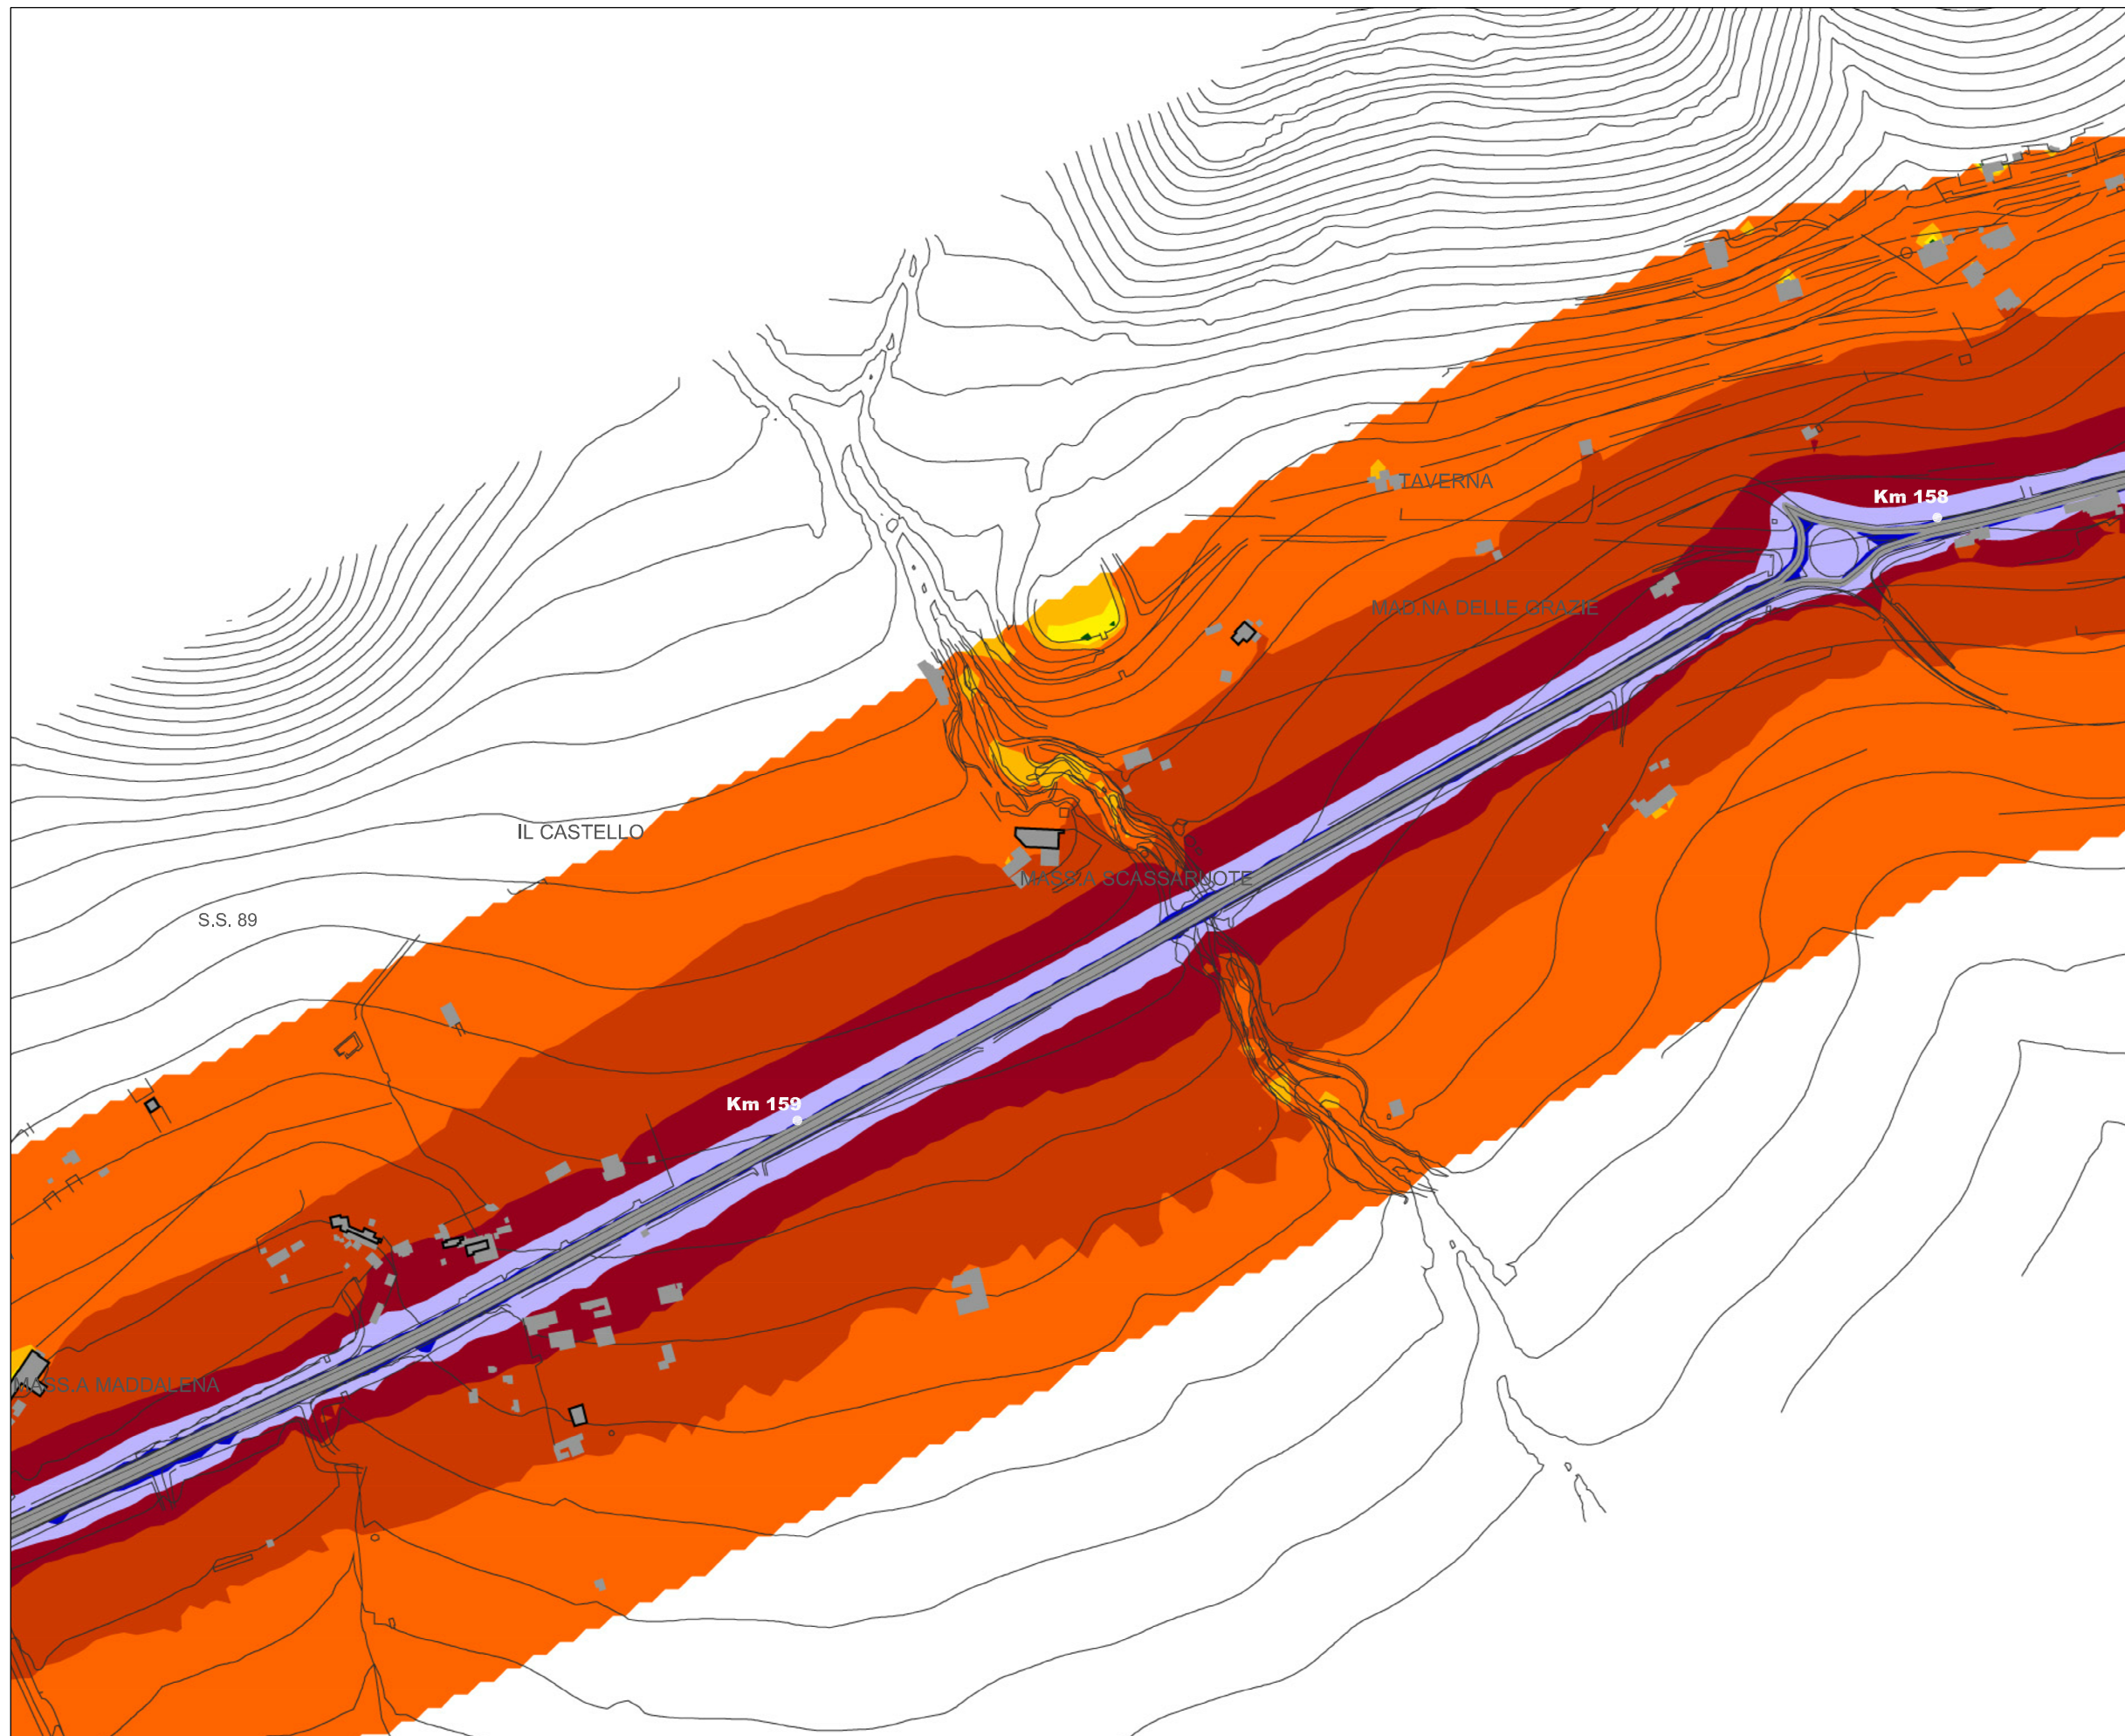 TAVERNA
Km 158
MAD.NA DELLE GRAZIE
IL CASTELLO
MASS.A SCASSARUOTE
S.S. 89
Km 159
MASS.A MADDALENA